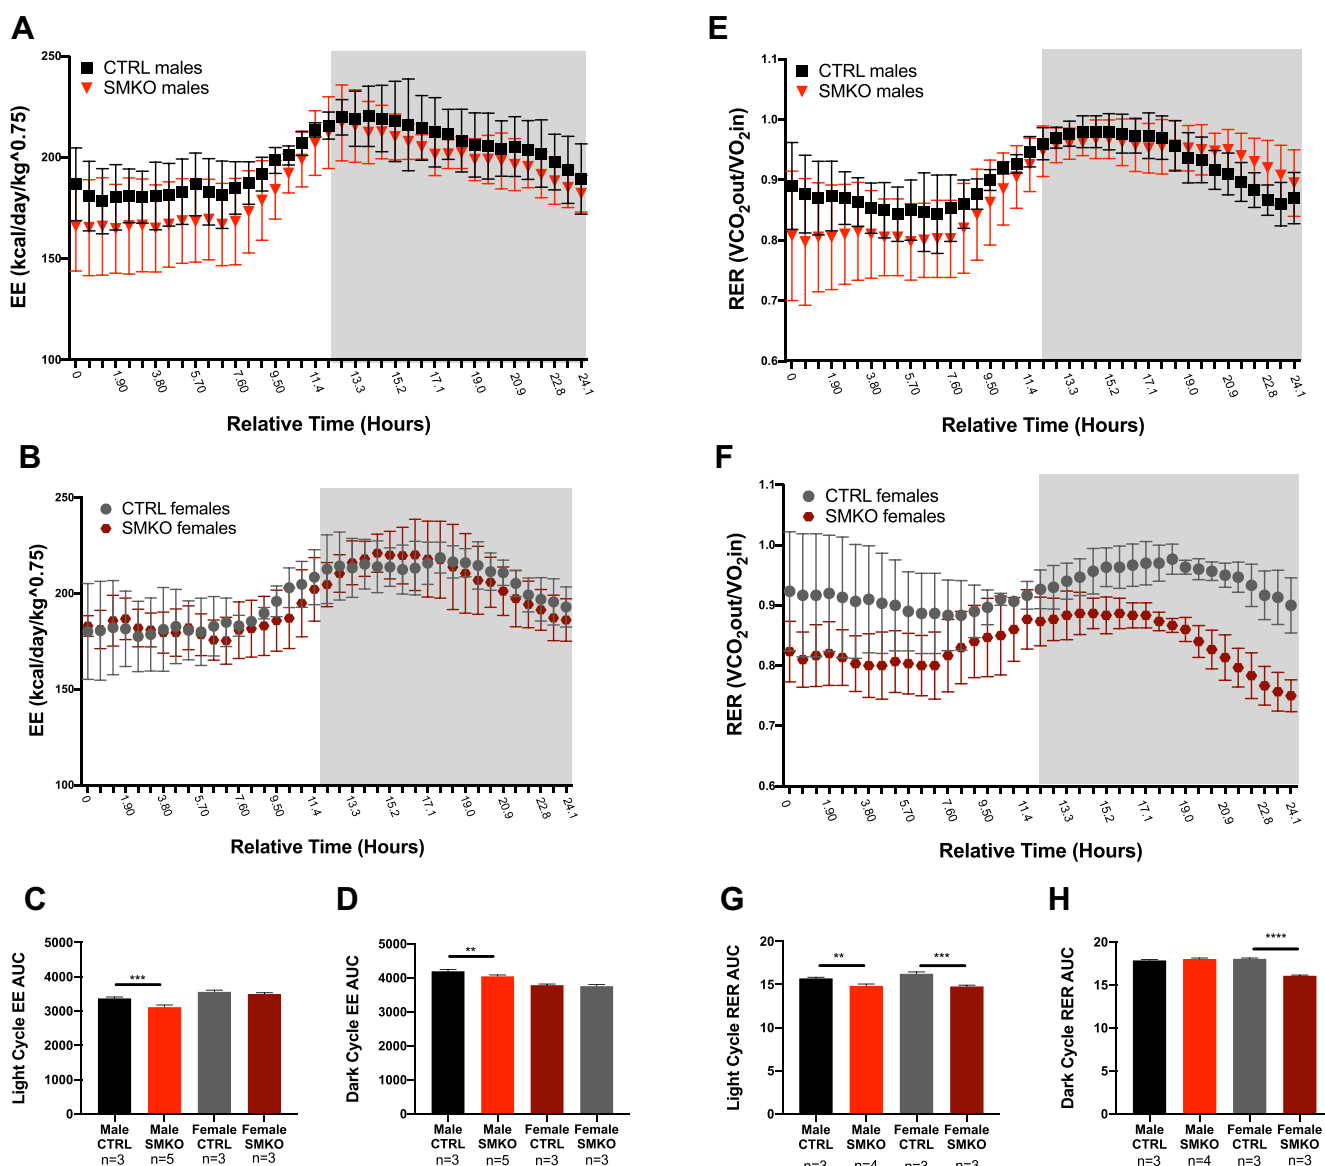 A
EE (kcal/day/kg^0.75)
250
200
150
100
CTRL males
SMKO males
0 1.90 3.80 5.70 7.60 9.50 11.4 13.3 15.2 17.1 19.0 20.9 22.8 24.1
Relative Time (Hours)
E
RER (VCO2out/VO2in)
1.1
1.0
0.9
0.8
0.7
0.6
CTRL males
SMKO males
0 1.90 3.80 5.70 7.60 9.50 11.4 13.3 15.2 17.1 19.0 20.9 22.8 24.1
Relative Time (Hours)
B
EE (kcal/day/kg^0.75)
250
200
150
100
CTRL females
SMKO females
0 1.90 3.80 5.70 7.60 9.50 11.4 13.3 15.2 17.1 19.0 20.9 22.8 24.1
Relative Time (Hours)
F
RER (VCO2out/VO2in)
1.1
1.0
0.9
0.8
0.7
0.6
CTRL females
SMKO females
0 1.90 3.80 5.70 7.60 9.50 11.4 13.3 15.2 17.1 19.0 20.9 22.8 24.1
Relative Time (Hours)
C
Light Cycle EE AUC
5000
4000
3000
2000
1000
0
***
Male Male Female Female
CTRL SMKO CTRL SMKO
n=3 n=5 n=3 n=3
D
Dark Cycle EE AUC
5000
4000
3000
2000
1000
0
**
Male Male Female Female
CTRL SMKO CTRL SMKO
n=3 n=5 n=3 n=3
G
Light Cycle RER AUC
20
15
10
5
0
** ***
Male Male Female Female
CTRL SMKO CTRL SMKO
n=3 n=4 n=3 n=3
H
Dark Cycle RER AUC
20
15
10
5
0
****
Male Male Female Female
CTRL SMKO CTRL SMKO
n=3 n=4 n=3 n=3